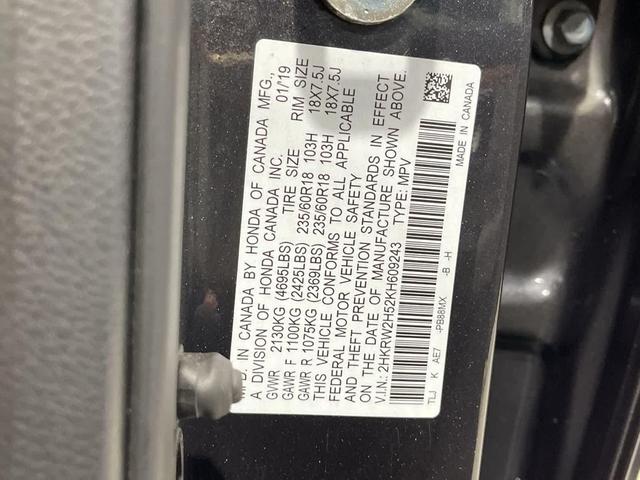 MFD. IN CANADA BY HONDA OF CANADA MFG.,
A DIVISION OF HONDA CANADA INC. 01/19
GVWR 2130KG (4695LBS) TIRE SIZE RIM SIZE
GAWR F 1100KG (2425LBS) 235/60R18 103H 18X7.5J
GAWR R 1075KG (2369LBS) 235/60R18 103H 18X7.5J
THIS VEHICLE CONFORMS TO ALL APPLICABLE
FEDERAL MOTOR VEHICLE SAFETY
AND THEFT PREVENTION STANDARDS IN EFFECT
ON THE DATE OF MANUFACTURE SHOWN ABOVE.
V.I.N.: 2HKRW2H52KH609243 TYPE: MPV
TLJ K AE7 -PB88MX -B -H MADE IN CANADA